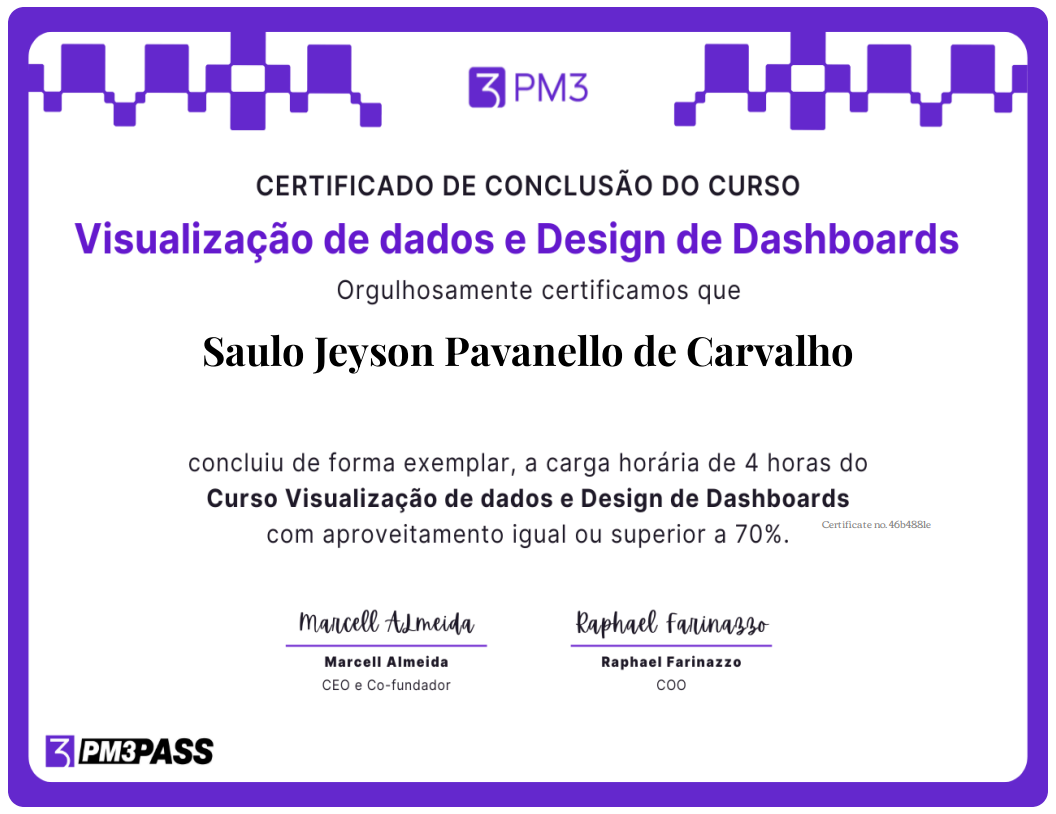 3 PM3
CERTIFICADO DE CONCLUSÃO DO CURSO
Visualização de dados e Design de Dashboards
Orgulhosamente certificamos que
Saulo Jeyson Pavanello de Carvalho
concluiu de forma exemplar, a carga horária de 4 horas do
Curso Visualização de dados e Design de Dashboards
com aproveitamento igual ou superior a 70%.
Certificate no. 46b4881e
Marcell ALmeida
Raphael Farinazzo
Marcell Almeida
Raphael Farinazzo
CEO e Co-fundador
COO
3 PM3PASS